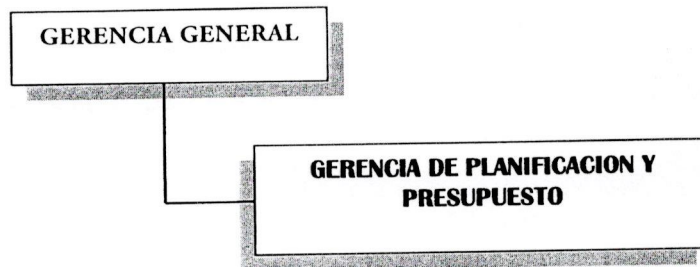 GERENCIA GENERAL
GERENCIA DE PLANIFICACION Y
PRESUPUESTO